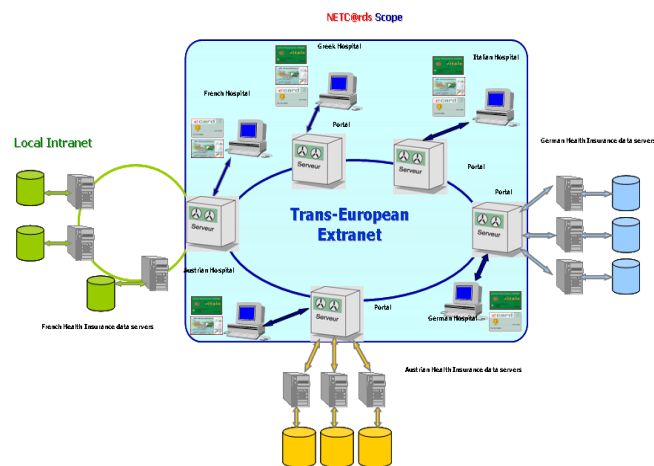 NETC@rds Scope
Greek Hospital
Italian Hospital
French Hospital
Portal
Local Intranet
German Health Insurance data servers
Serveur
Serveur
Portal
Portal
Serveur
Trans-European
Extranet
Serveur
Austrian Hospital
Portal
German Hospital
French Health Insurance data servers
Serveur
Austrian Health Insurance data servers